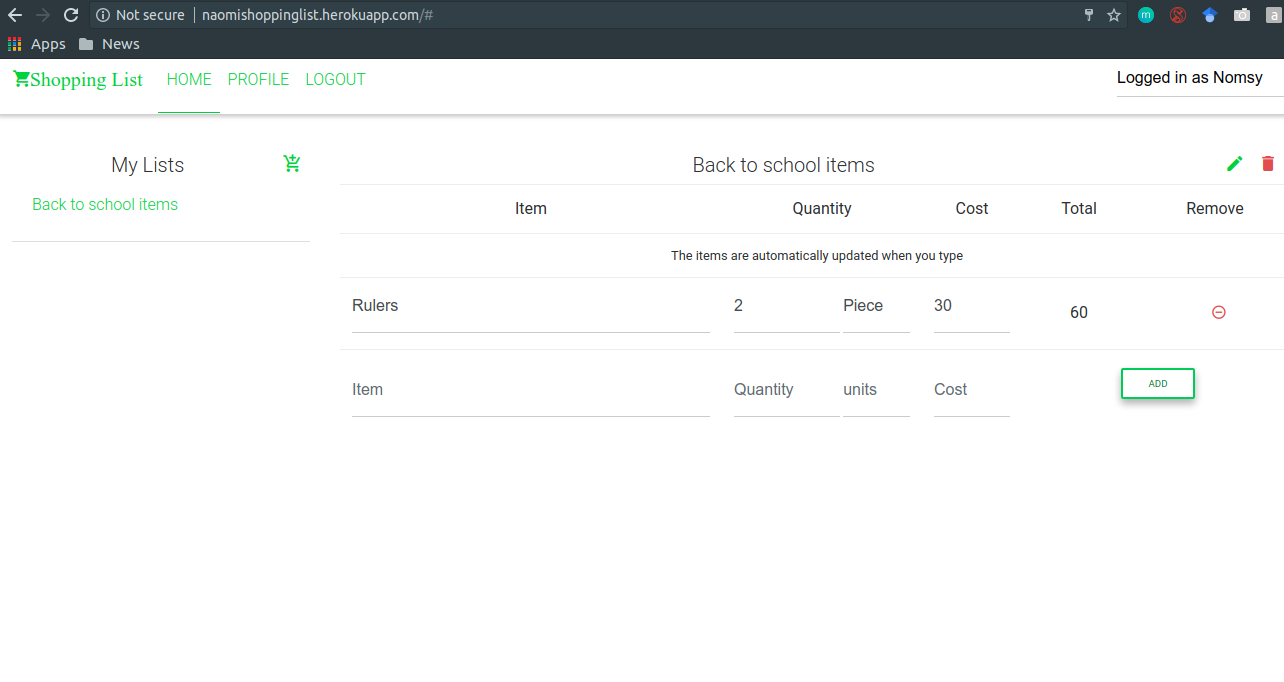 Not secure naomishoppinglist.herokuapp.com/# m a
Apps News
Shopping List HOME PROFILE LOGOUT Logged in as Nomsy
My Lists
Back to school items
Back to school items
Item Quantity Cost Total Remove
The items are automatically updated when you type
Rulers 2 Piece 30 60
Item Quantity units Cost ADD